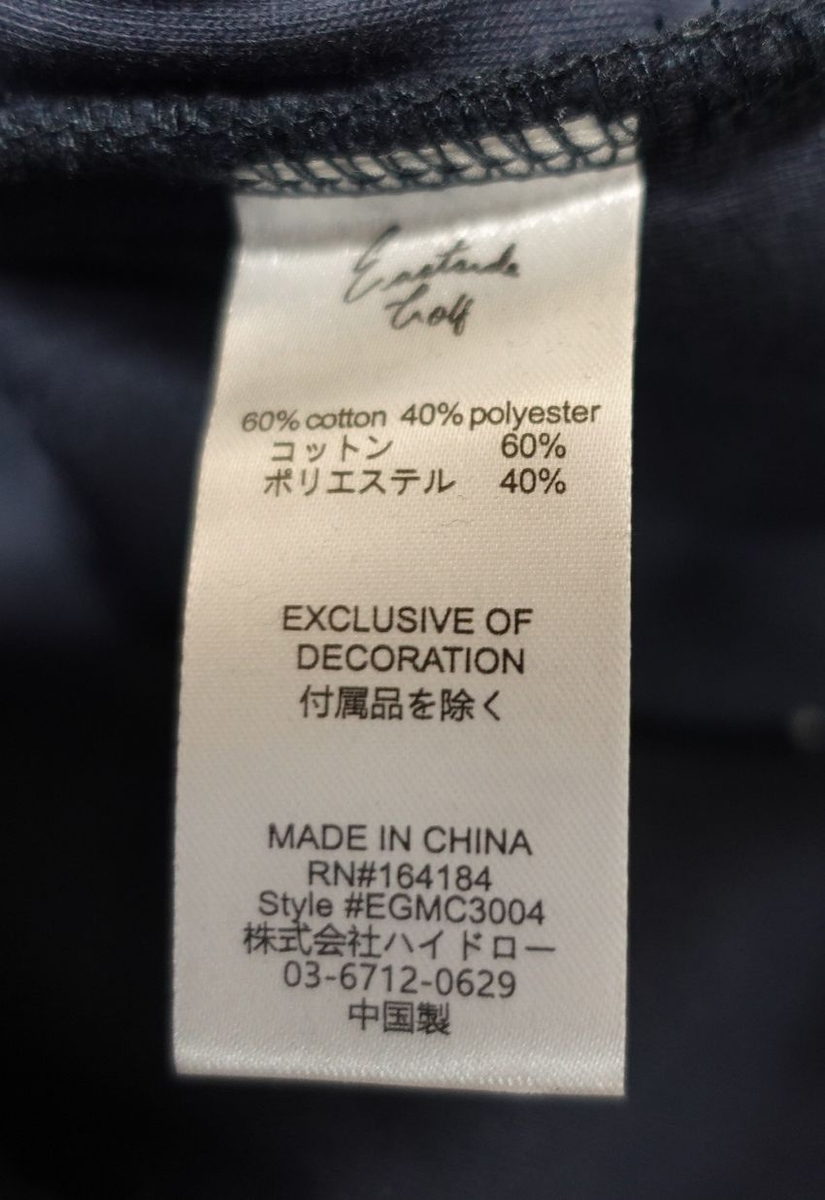 Eastside
Golf
60% cotton 40% polyester
コットン 60%
ポリエステル 40%
EXCLUSIVE OF
DECORATION
付属品を除く
MADE IN CHINA
RN#164184
Style #EGMC3004
株式会社ハイドロー
03-6712-0629
中国製